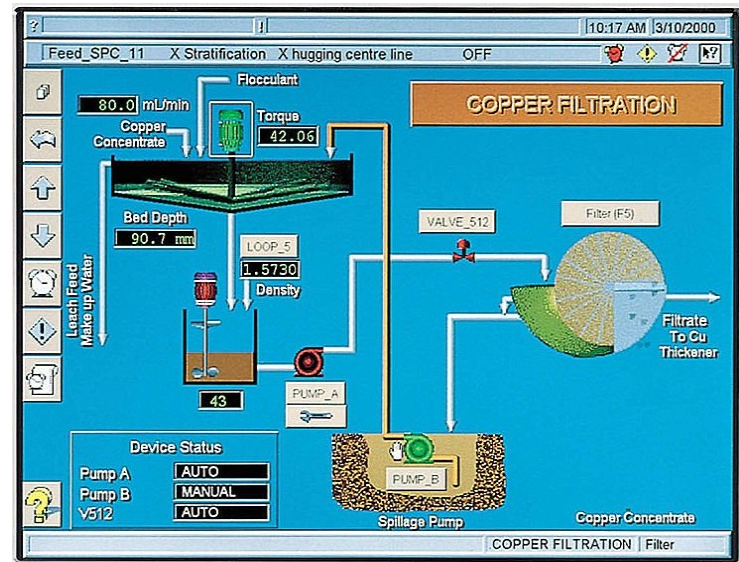 ?
!
10:17 AM 3/10/2000
Feed_SPC_11 X Stratification X hugging centre line OFF
Flocculant
80.0 mL/min
Copper
Concentrate
Torque
42.06
COPPER FILTRATION
Bed Depth
90.7 mm
LOOP_5
1.5730
Density
VALVE_512
Filter (F5)
Leach Feed
Make up Water
Filtrate
To Cu
Thickener
43
PUMP_A
Device Status
Pump A AUTO
Pump B MANUAL
V512 AUTO
PUMP_B
Spillage Pump
Copper Concentrate
COPPER FILTRATION Filter